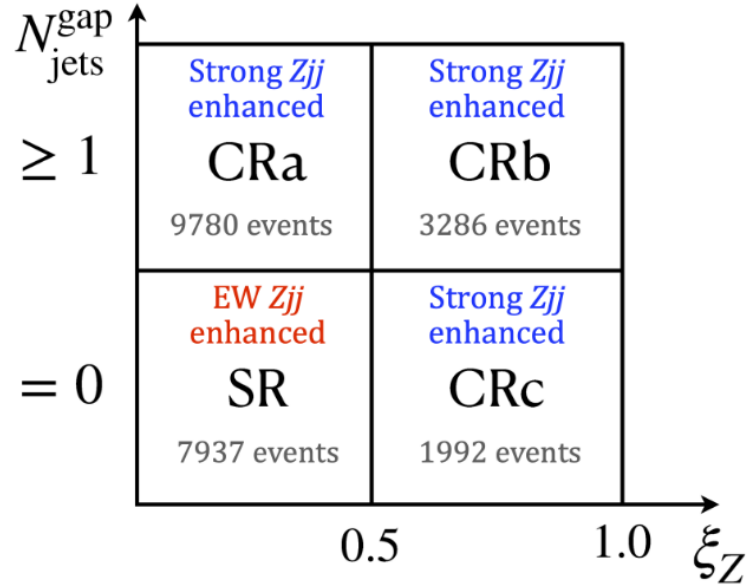 N^gap_jets
Strong Zjj
enhanced
Strong Zjj
enhanced
≥ 1
CRa
CRb
9780 events
3286 events
EW Zjj
enhanced
Strong Zjj
enhanced
= 0
SR
CRc
7937 events
1992 events
0.5
1.0
ξ_Z